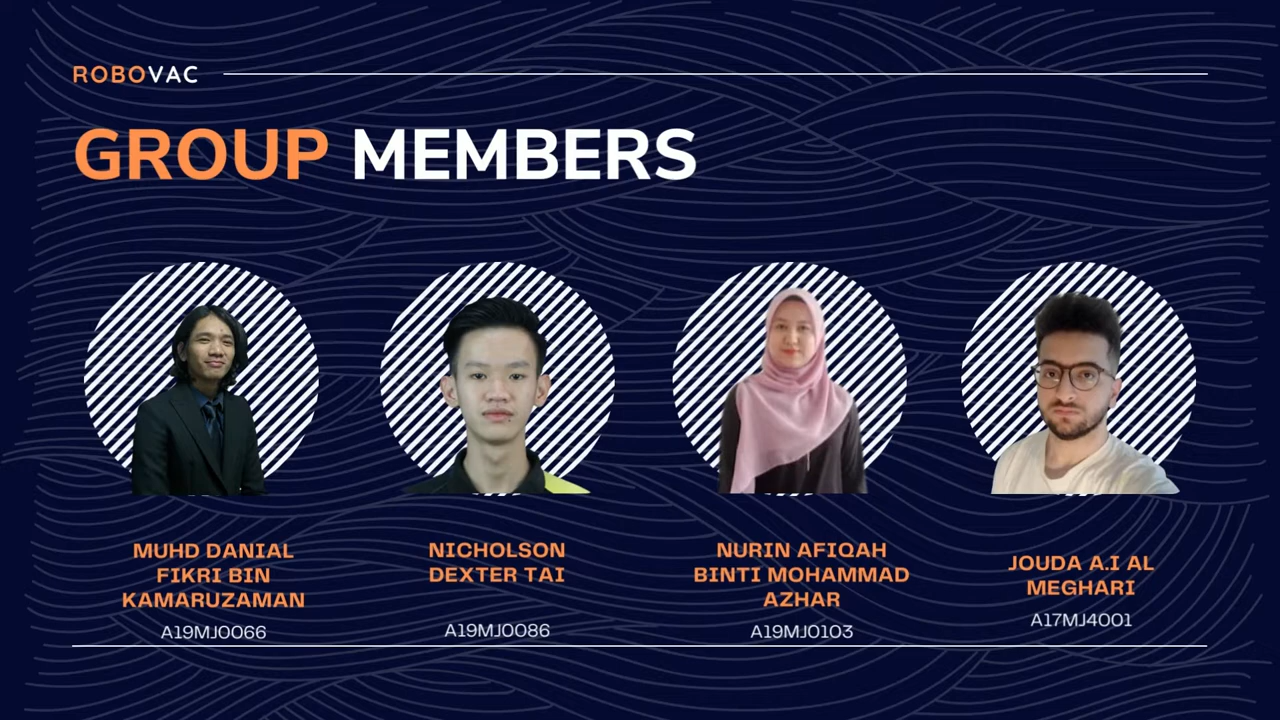 ROBOVAC
GROUP MEMBERS
MUHD DANIAL
FIKRI BIN
KAMARUZAMAN
A19MJ0066
NICHOLSON
DEXTER TAI
A19MJ0086
NURIN AFIQAH
BINTI MOHAMMAD
AZHAR
A19MJ0103
JOUDA A.I AL
MEGHARI
A17MJ4001